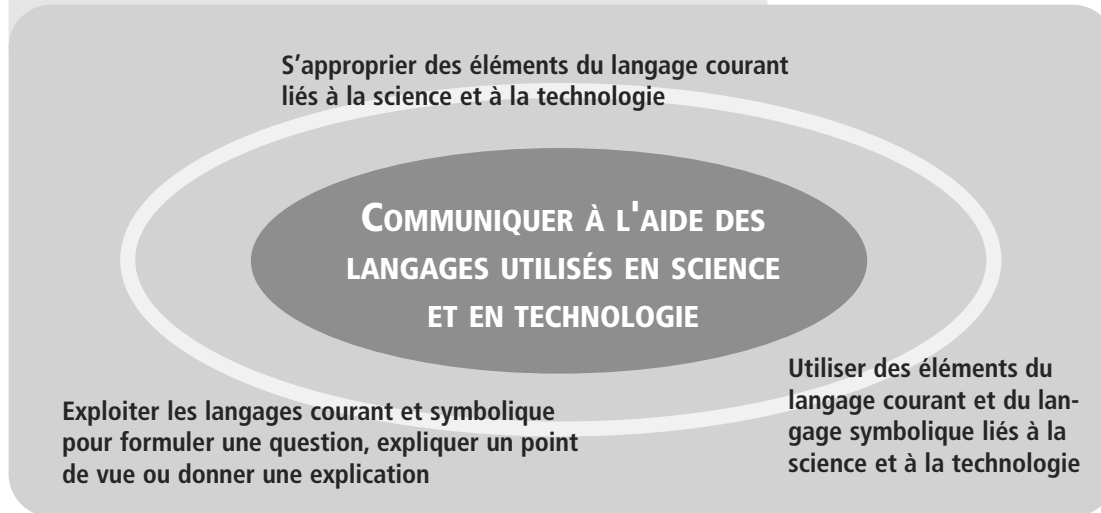 S'approprier des éléments du langage courant
liés à la science et à la technologie
COMMUNIQUER À L'AIDE DES
LANGAGES UTILISÉS EN SCIENCE
ET EN TECHNOLOGIE
Exploiter les langages courant et symbolique
pour formuler une question, expliquer un point
de vue ou donner une explication
Utiliser des éléments du
langage courant et du lan-
gage symbolique liés à la
science et à la technologie